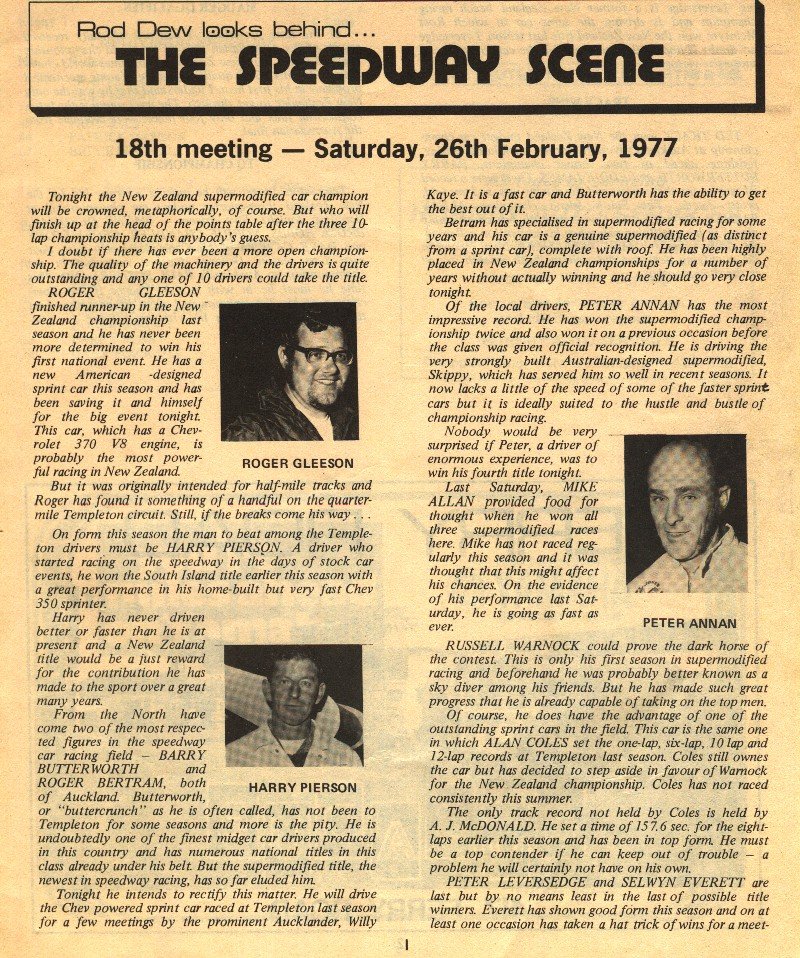 Rod Dew looks behind...
THE SPEEDWAY SCENE
18th meeting — Saturday, 26th February, 1977
Tonight the New Zealand supermodified car champion
will be crowned, metaphorically, of course. But who will
finish up at the head of the points table after the three 10-
lap championship heats is anybody's guess.
I doubt if there has ever been a more open champion-
ship. The quality of the machinery and the drivers is quite
outstanding and any one of 10 drivers could take the title.
ROGER GLEESON
finished runner-up in the New
Zealand championship last
season and he has never been
more determined to win his
first national event. He has a
new American -designed
sprint car this season and has
been saving it and himself
for the big event tonight.
This car, which has a Chev-
rolet 370 V8 engine, is
probably the most power-
ful racing in New Zealand.
ROGER GLEESON
But it was originally intended for half-mile tracks and
Roger has found it something of a handful on the quarter-
mile Templeton circuit. Still, if the breaks come his way . . .
On form this season the man to beat among the Temple-
ton drivers must be HARRY PIERSON. A driver who
started racing on the speedway in the days of stock car
events, he won the South Island title earlier this season with
a great performance in his home-built but very fast Chev
350 sprinter.
Harry has never driven
better or faster than he is at
present and a New Zealand
title would be a just reward
for the contribution he has
made to the sport over a great
many years.
From the North have
come two of the most respec-
ted figures in the speedway
car racing field – BARRY
BUTTERWORTH and
ROGER BERTRAM, both
of Auckland. Butterworth,
HARRY PIERSON
or "buttercrunch" as he is often called, has not been to
Templeton for some seasons and more is the pity. He is
undoubtedly one of the finest midget car drivers produced
in this country and has numerous national titles in this
class already under his belt. But the supermodified title, the
newest in speedway racing, has so far eluded him.
Tonight he intends to rectify this matter. He will drive
the Chev powered sprint car raced at Templeton last season
for a few meetings by the prominent Aucklander, Willy
Kaye. It is a fast car and Butterworth has the ability to get
the best out of it.
Betram has specialised in supermodified racing for some
years and his car is a genuine supermodified (as distinct
from a sprint car), complete with roof. He has been highly
placed in New Zealand championships for a number of
years without actually winning and he should go very close
tonight.
Of the local drivers, PETER ANNAN has the most
impressive record. He has won the supermodified champ-
ionship twice and also won it on a previous occasion before
the class was given official recognition. He is driving the
very strongly built Australian-designed supermodified,
Skippy, which has served him so well in recent seasons. It
now lacks a little of the speed of some of the faster sprint
cars but it is ideally suited to the hustle and bustle of
championship racing.
Nobody would be very
surprised if Peter, a driver of
enormous experience, was to
win his fourth title tonight.
Last Saturday, MIKE
ALLAN provided food for
thought when he won all
three supermodified races
here. Mike has not raced reg-
ularly this season and it was
thought that this might affect
his chances. On the evidence
of his performance last Sat-
urday, he is going as fast as
ever.
PETER ANNAN
RUSSELL WARNOCK could prove the dark horse of
the contest. This is only his first season in supermodified
racing and beforehand he was probably better known as a
sky diver among his friends. But he has made such great
progress that he is already capable of taking on the top men.
Of course, he does have the advantage of one of the
outstanding sprint cars in the field. This car is the same one
in which ALAN COLES set the one-lap, six-lap, 10 lap and
12-lap records at Templeton last season. Coles still ownes
the car but has decided to step aside in favour of Warnock
for the New Zealand championship. Coles has not raced
consistently this summer.
The only track record not held by Coles is held by
A. J. McDONALD. He set a time of 157.6 sec. for the eight-
laps earlier this season and has been in top form. He must
be a top contender if he can keep out of trouble – a
problem he will certainly not have on his own.
PETER LEVERSEDGE and SELWYN EVERETT are
last but by no means least in the last of possible title
winners. Everett has shown good form this season and on at
least one occasion has taken a hat trick of wins for a meet-